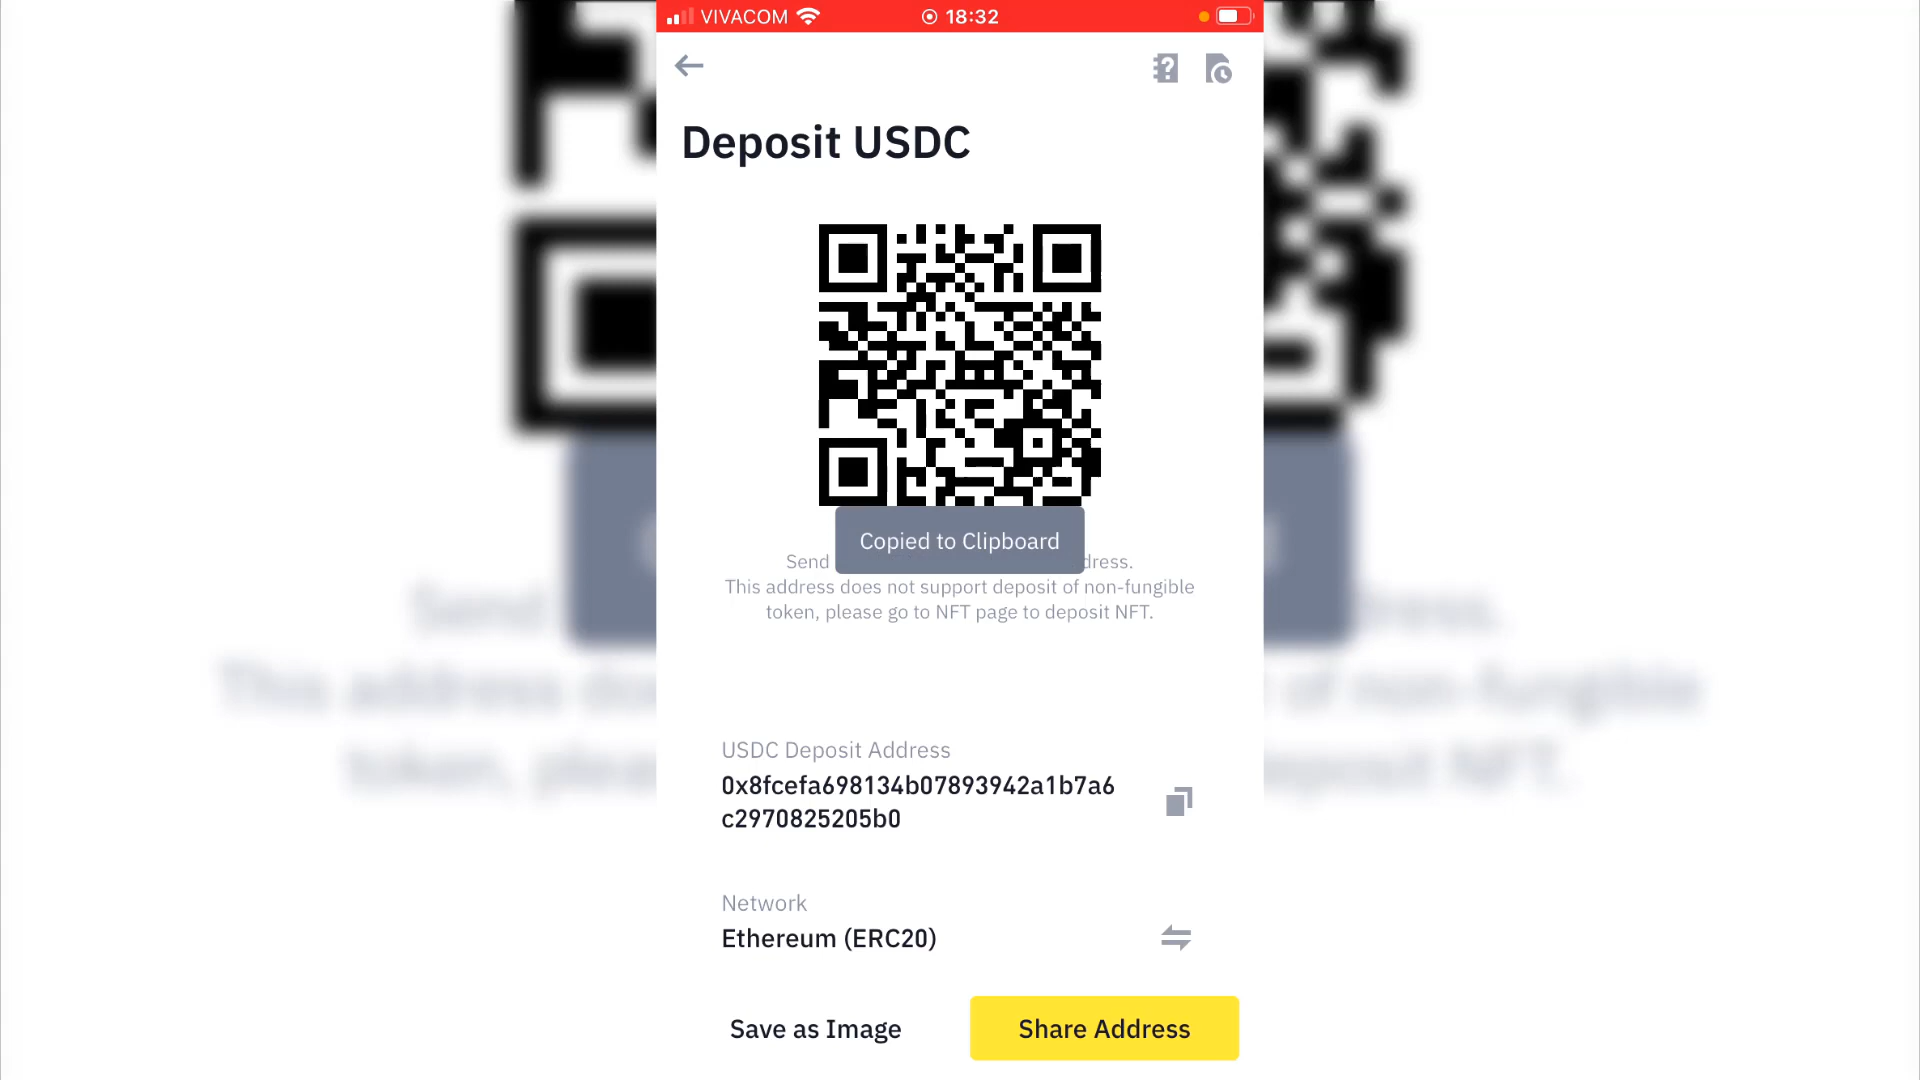 VIVACOM 18:32
Deposit USDC
Copied to Clipboard
Send dress.
This address does not support deposit of non-fungible
token, please go to NFT page to deposit NFT.
USDC Deposit Address
0x8fcefa698134b07893942a1b7a6
c2970825205b0
Network
Ethereum (ERC20)
Save as Image
Share Address